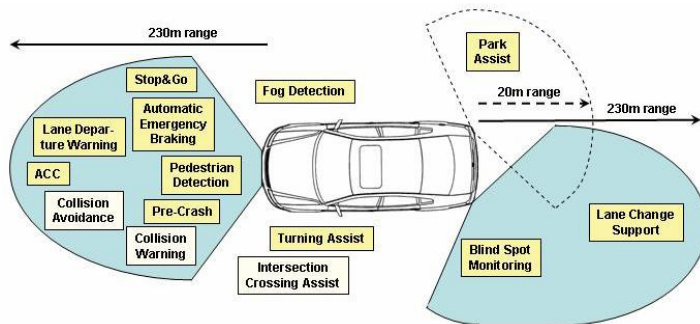 230m range
Stop&Go
Fog Detection
Automatic
Emergency
Braking
Lane Depar-
ture Warning
ACC
Pedestrian
Detection
Collision
Avoidance
Pre-Crash
Collision
Warning
Turning Assist
Intersection
Crossing Assist
Park
Assist
20m range
230m range
Lane Change
Support
Blind Spot
Monitoring